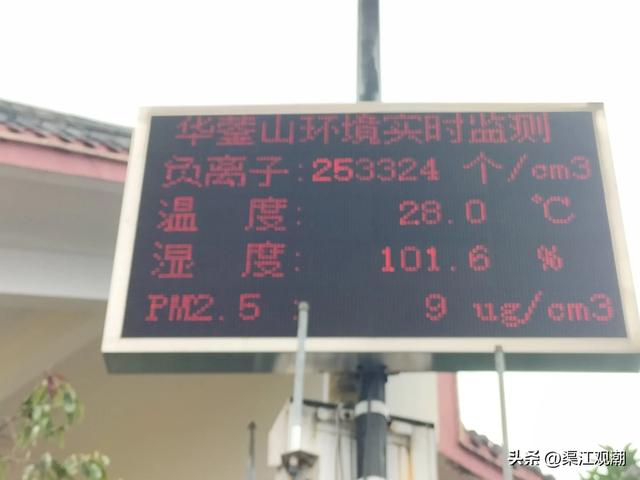 华蓥山环境实时监测
负离子:253324 个/cm3
温 度: 28.0 ℃
湿 度: 101.6 %
PM2.5 : 9 ug/cm3
头条 @渠江观潮